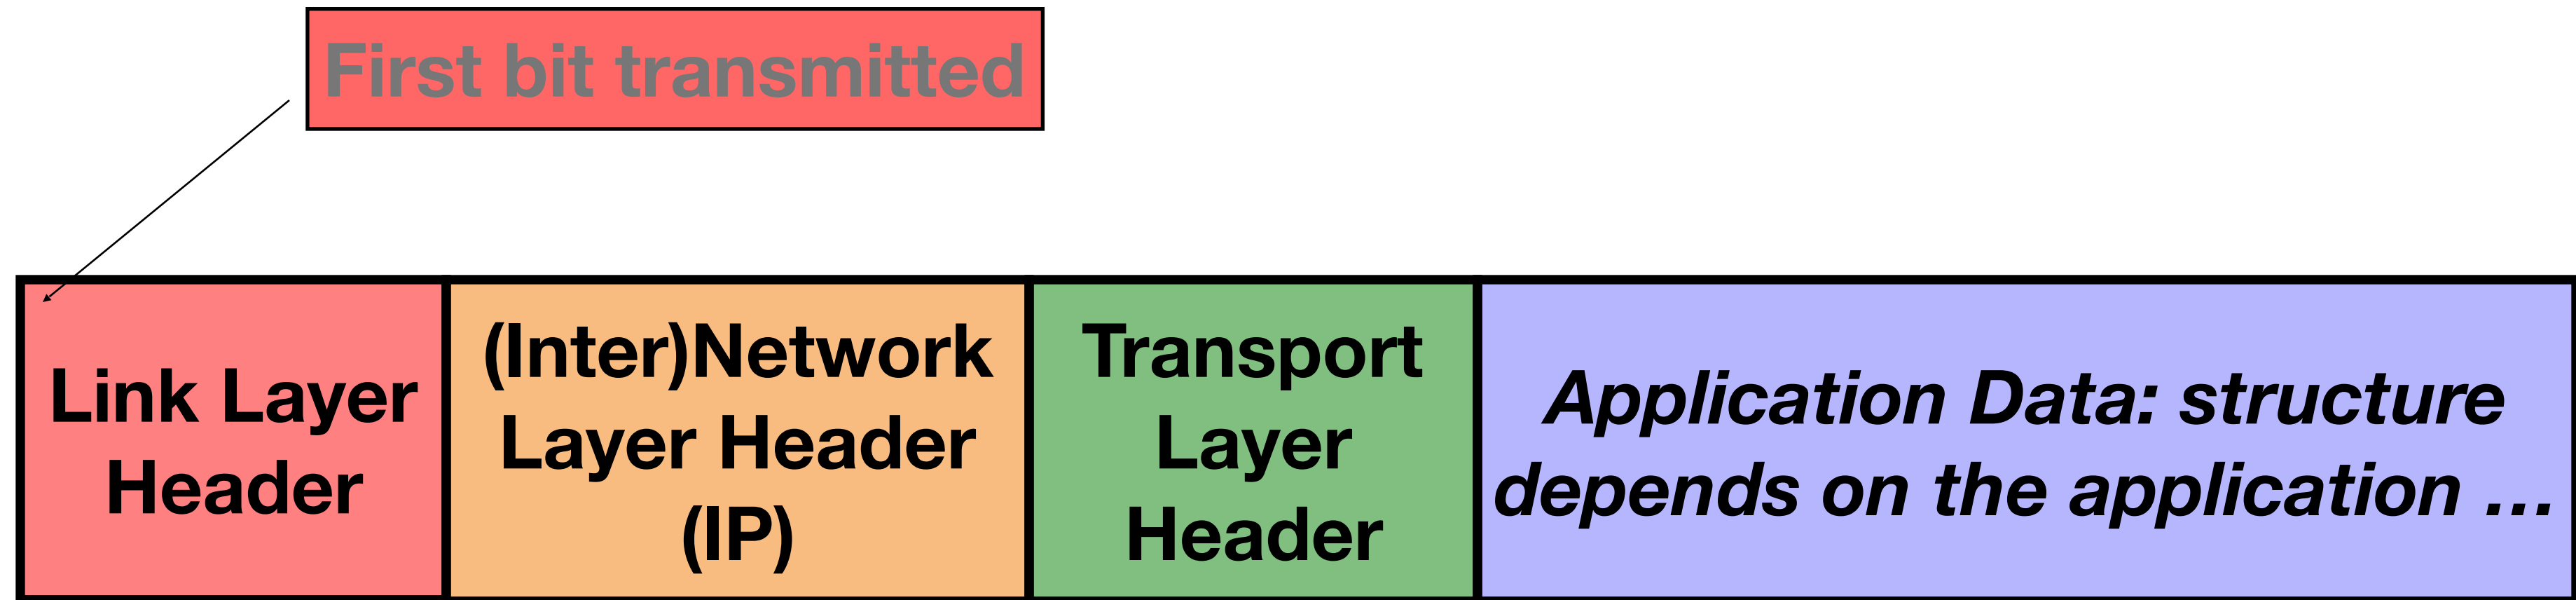 First bit transmitted
Link Layer
Header
(Inter)Network
Layer Header
(IP)
Transport
Layer
Header
Application Data: structure
depends on the application …